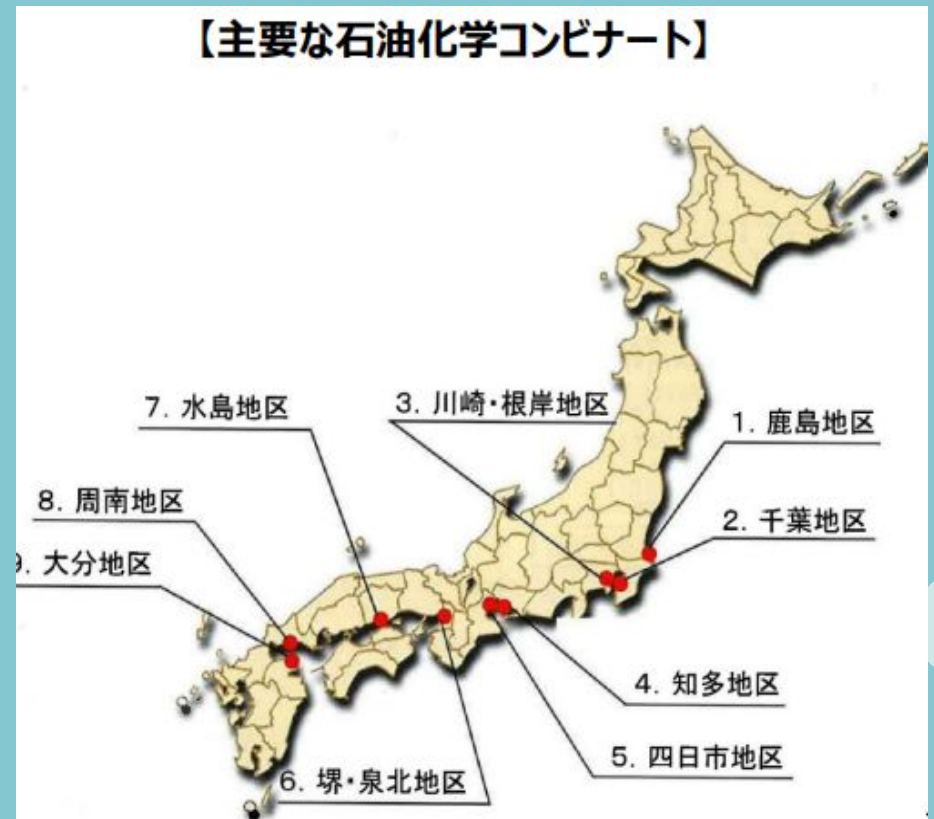 【主要な石油化学コンビナート】
7. 水島地区
3. 川崎・根岸地区
1. 鹿島地区
8. 周南地区
2. 千葉地区
9. 大分地区
4. 知多地区
5. 四日市地区
6. 堺・泉北地区